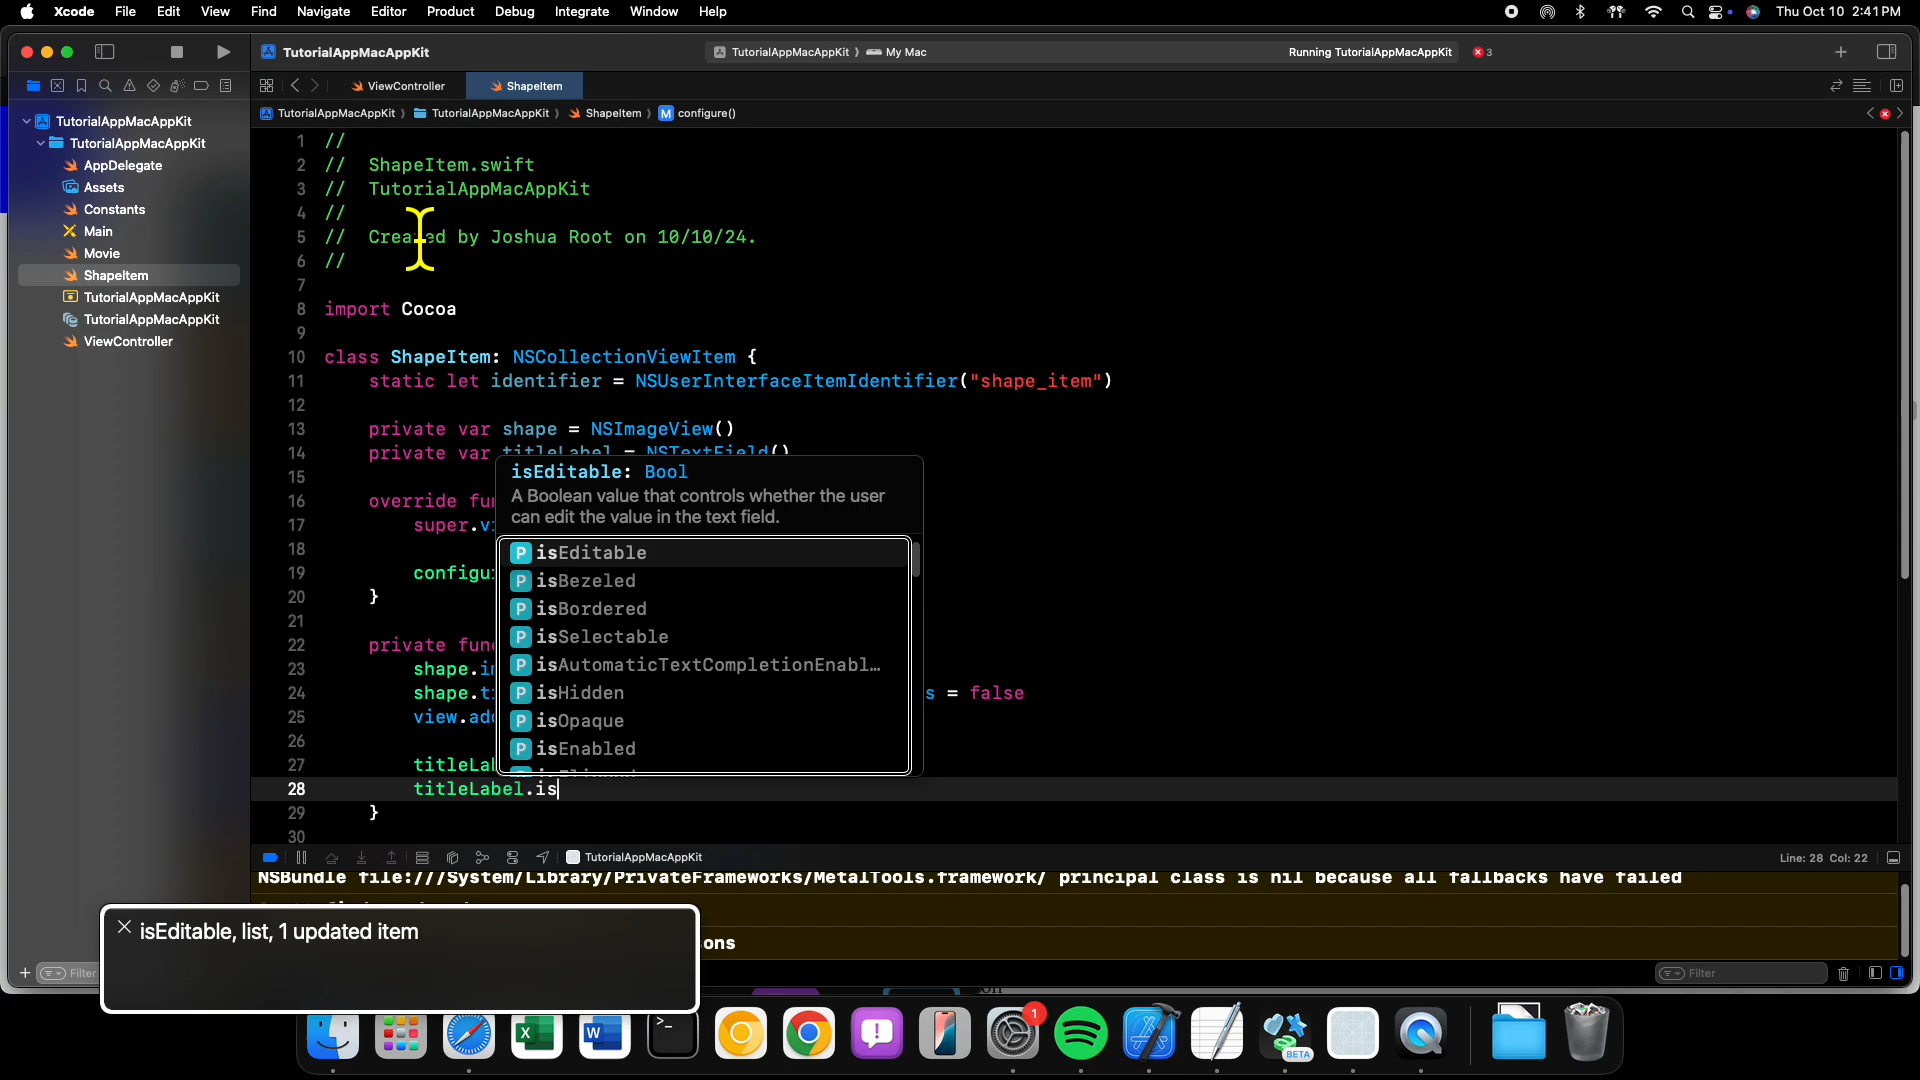 Xcode File Edit View Find Navigate Editor Product Debug Integrate Window Help
Thu Oct 10 2:41 PM
TutorialAppMacAppKit
TutorialAppMacAppKit My Mac
Running TutorialAppMacAppKit
3
ViewController
ShapeItem
TutorialAppMacAppKit
TutorialAppMacAppKit
ShapeItem
M configure()
TutorialAppMacAppKit
TutorialAppMacAppKit
AppDelegate
Assets
Constants
Main
Movie
ShapeItem
TutorialAppMacAppKit
TutorialAppMacAppKit
ViewController
1 //
2 // ShapeItem.swift
3 // TutorialAppMacAppKit
4 //
5 // Created by Joshua Root on 10/10/24.
6 //
7
8 import Cocoa
9
10 class ShapeItem: NSCollectionViewItem {
11 static let identifier = NSUserInterfaceItemIdentifier("shape_item")
12
13 private var shape = NSImageView()
14 private var titleLabel = NSTextField()
15
16 override fun
17 super.v
18
19 configu
20 }
21
22 private fun
23 shape.i
24 shape.t s = false
25 view.add
26
27 titleLab
28 titleLabel.is
29 }
30
isEditable: Bool
A Boolean value that controls whether the user
can edit the value in the text field.
P isEditable
P isBezeled
P isBordered
P isSelectable
P isAutomaticTextCompletionEnabl…
P isHidden
P isOpaque
P isEnabled
TutorialAppMacAppKit
Line: 28 Col: 22
NSBundle file:///System/Library/PrivateFrameworks/MetalTools.framework/ principal class is nil because all fallbacks have failed
ons
isEditable, list, 1 updated item
Filter
Filter
1
BETA